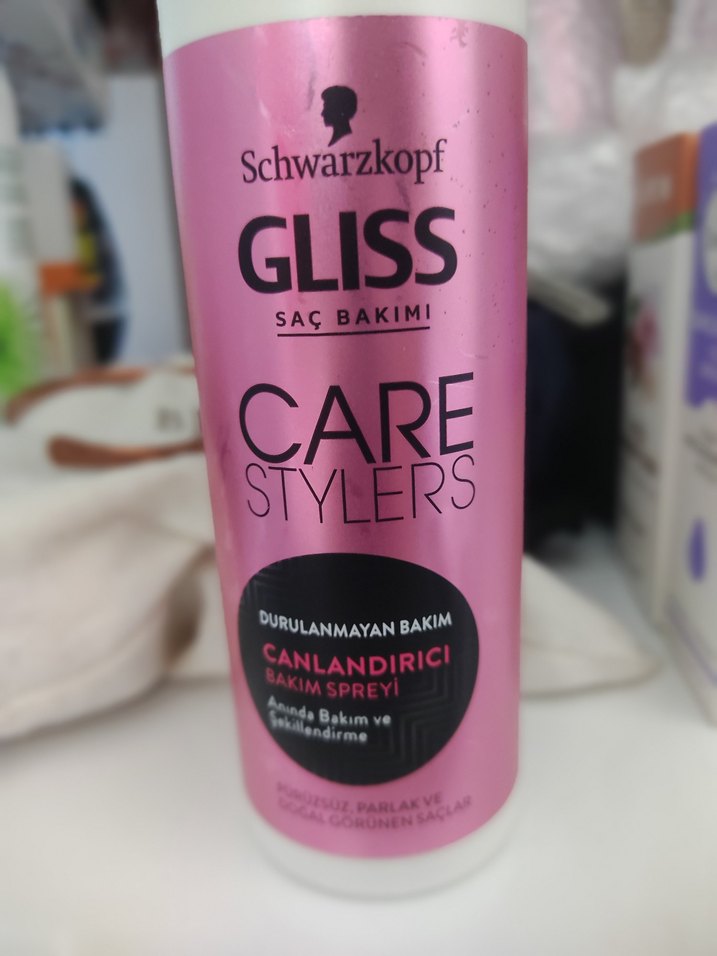 Schwarzkopf
GLISS
SAÇ BAKIMI
CARE
STYLERS
DURULANMAYAN BAKIM
CANLANDIRICI
BAKIM SPREYİ
Anında Bakım ve
Şekillendirme
PÜRÜZSÜZ, PARLAK VE
DOĞAL GÖRÜNEN SAÇLAR